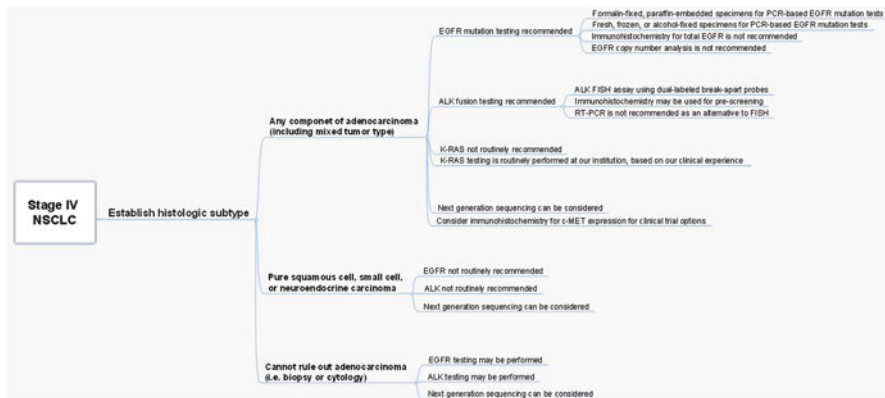 Stage IV
NSCLC
Establish histologic subtype
Any componet of adenocarcinoma
(including mixed tumor type)
EGFR mutation testing recommended
Formalin-fixed, paraffin-embedded specimens for PCR-based EGFR mutation tests
Fresh, frozen, or alcohol-fixed specimens for PCR-based EGFR mutation tests
Immunohistochemistry for total EGFR is not recommended
EGFR copy number analysis is not recommended
ALK fusion testing recommended
ALK FISH assay using dual-labeled break-apart probes
Immunohistochemistry may be used for pre-screening
RT-PCR is not recommended as an alternative to FISH
K-RAS not routinely recommended
K-RAS testing is routinely performed at our institution, based on our clinical experience
Next generation sequencing can be considered
Consider immunohistochemistry for c-MET expression for clinical trial options
Pure squamous cell, small cell,
or neuroendocrine carcinoma
EGFR not routinely recommended
ALK not routinely recommended
Next generation sequencing can be considered
Cannot rule out adenocarcinoma
(i.e. biopsy or cytology)
EGFR testing may be performed
ALK testing may be performed
Next generation sequencing can be considered